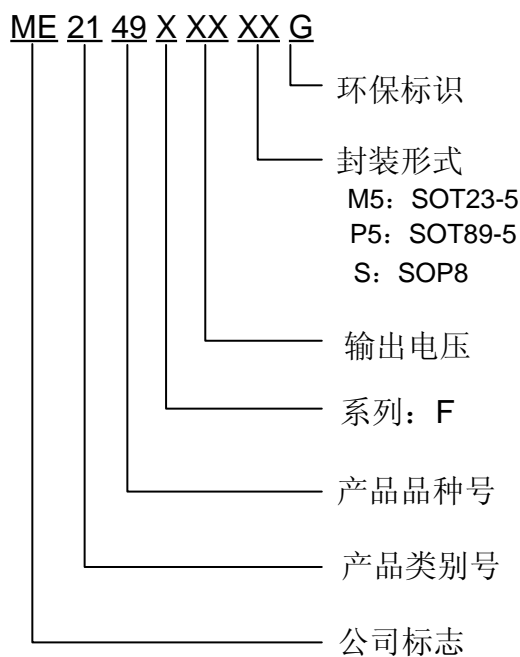 ME 21 49 X XX XX G
环保标识
封装形式
M5：SOT23-5
P5：SOT89-5
S：SOP8
输出电压
系列：F
产品品种号
产品类别号
公司标志